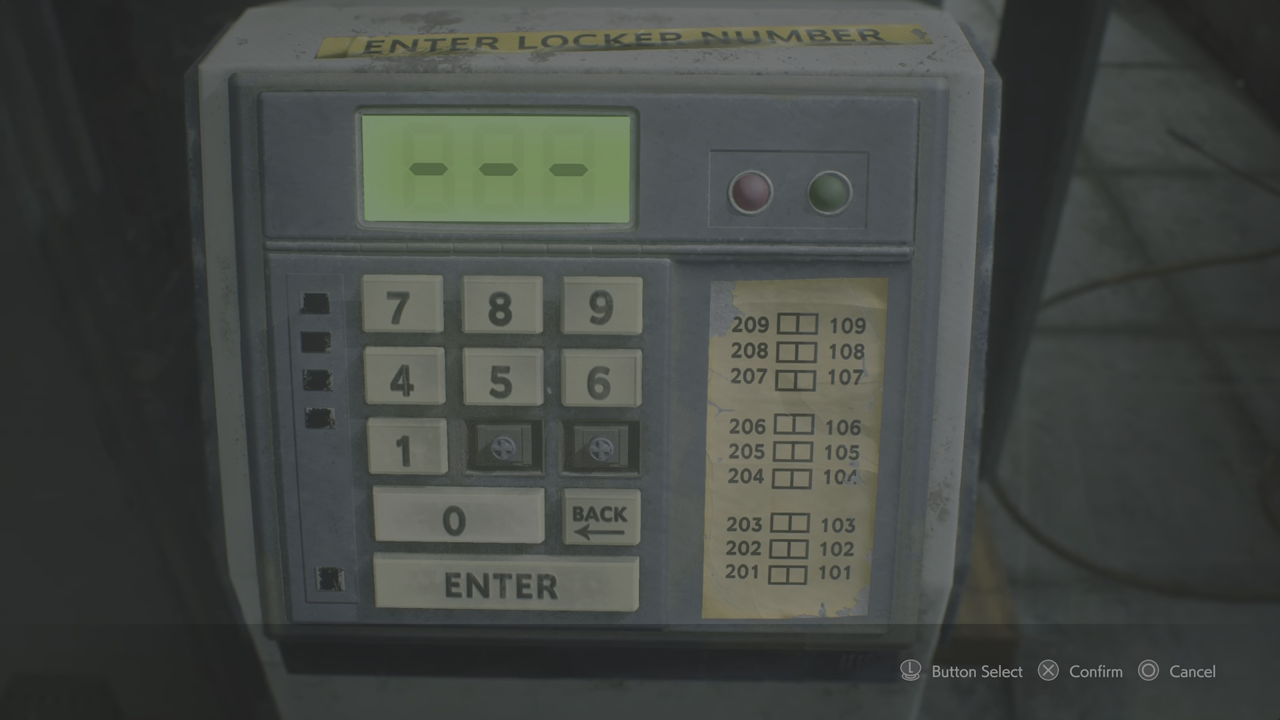 ENTER LOCKER NUMBER
7 8 9
4 5 6
1
0 BACK
ENTER
209 109
208 108
207 107
206 106
205 105
204 104
203 103
202 102
201 101
L Button Select Confirm Cancel